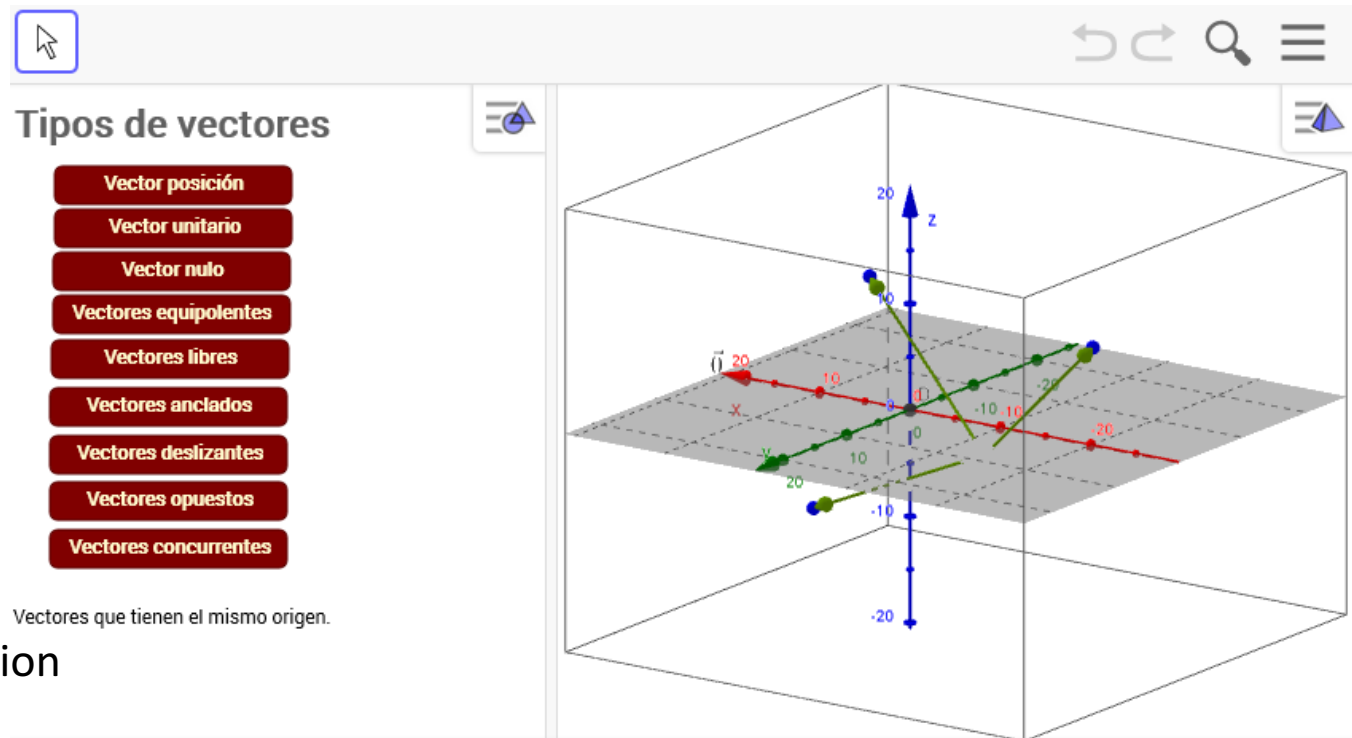 Tipos de vectores
Vector posición
Vector unitario
Vector nulo
Vectores equipolentes
Vectores libres
Vectores anclados
Vectores deslizantes
Vectores opuestos
Vectores concurrentes
Vectores que tienen el mismo origen.
ion
20
z
10
0
-10
-20
0 20
10
x
-10
-20
y
20
10
0
-10
-20